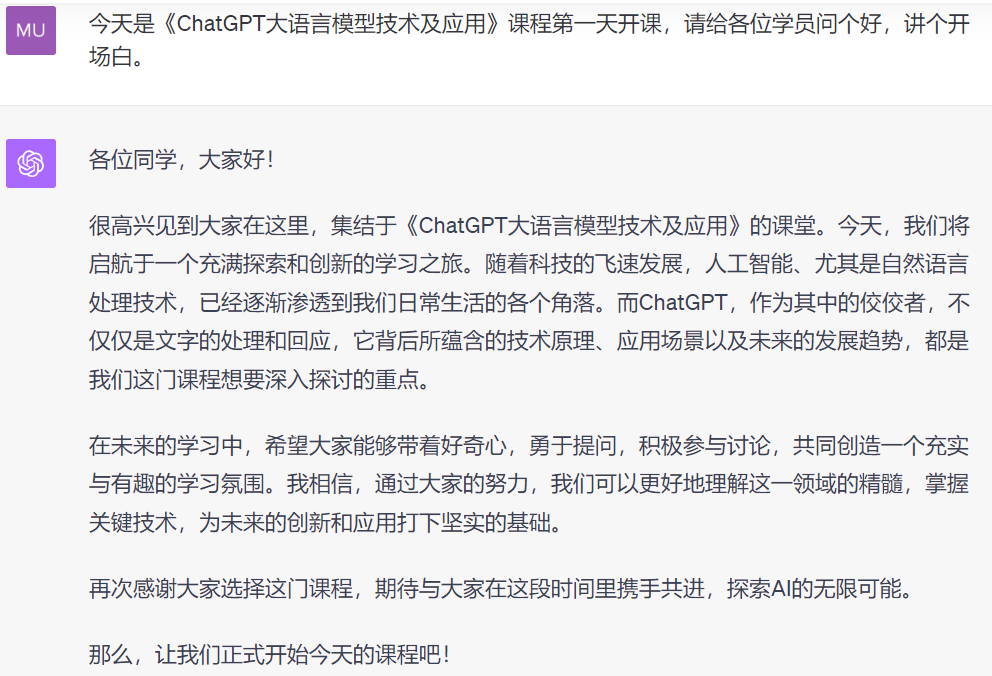 MU
今天是《ChatGPT大语言模型技术及应用》课程第一天开课，请给各位学员问个好，讲个开
场白。
各位同学，大家好！
很高兴见到大家在这里，集结于《ChatGPT大语言模型技术及应用》的课堂。今天，我们将
启航于一个充满探索和创新的学习之旅。随着科技的飞速发展，人工智能、尤其是自然语言
处理技术，已经逐渐渗透到我们日常生活的各个角落。而ChatGPT，作为其中的佼佼者，不
仅仅是文字的处理和回应，它背后所蕴含的技术原理、应用场景以及未来的发展趋势，都是
我们这门课程想要深入探讨的重点。
在未来的学习中，希望大家能够带着好奇心，勇于提问，积极参与讨论，共同创造一个充实
与有趣的学习氛围。我相信，通过大家的努力，我们可以更好地理解这一领域的精髓，掌握
关键技术，为未来的创新和应用打下坚实的基础。
再次感谢大家选择这门课程，期待与大家在这段时间里携手共进，探索AI的无限可能。
那么，让我们正式开始今天的课程吧！